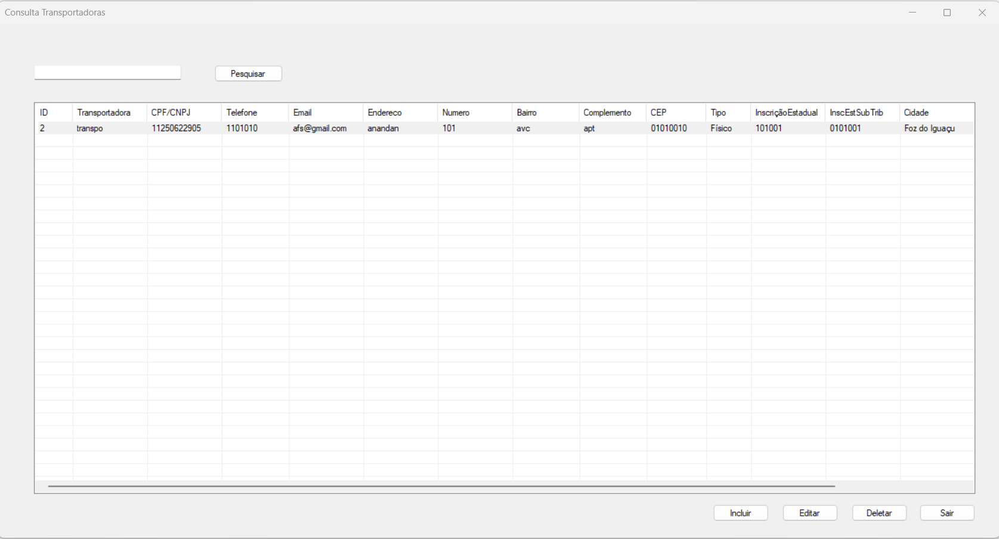 Consulta Transportadoras
Pesquisar
ID Transportadora CPF/CNPJ Telefone Email Endereco Numero Bairro Complemento CEP Tipo InscriçãoEstadual InscEstSubTrib Cidade
2 transpo 11250622905 1101010 afs@gmail.com anandan 101 avc apt 01010010 Físico 101001 0101001 Foz do Iguaçu
Incluir Editar Deletar Sair